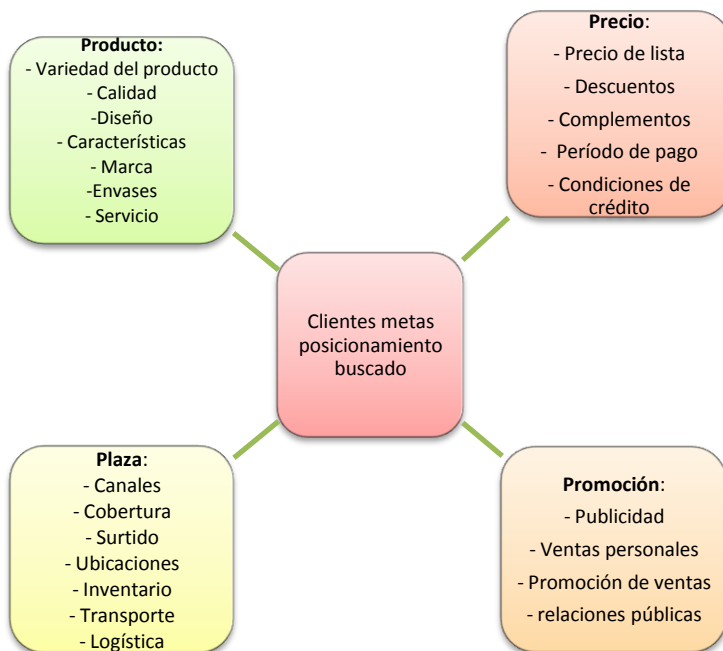 Producto:
- Variedad del producto
- Calidad
-Diseño
- Características
- Marca
-Envases
- Servicio
Precio:
- Precio de lista
- Descuentos
- Complementos
- Período de pago
- Condiciones de
crédito
Clientes metas
posicionamiento
buscado
Plaza:
- Canales
- Cobertura
- Surtido
- Ubicaciones
- Inventario
- Transporte
- Logística
Promoción:
- Publicidad
- Ventas personales
- Promoción de ventas
- relaciones públicas